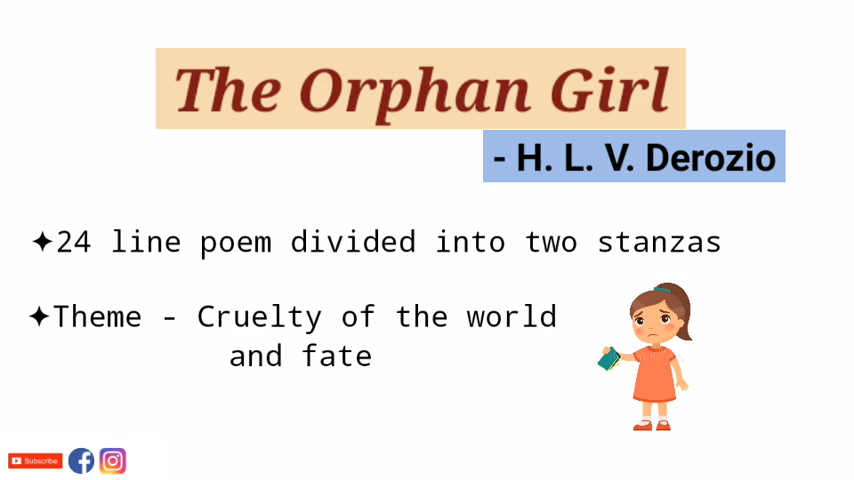 The Orphan Girl
- H. L. V. Derozio
✦24 line poem divided into two stanzas
✦Theme - Cruelty of the world
and fate
Subscribe